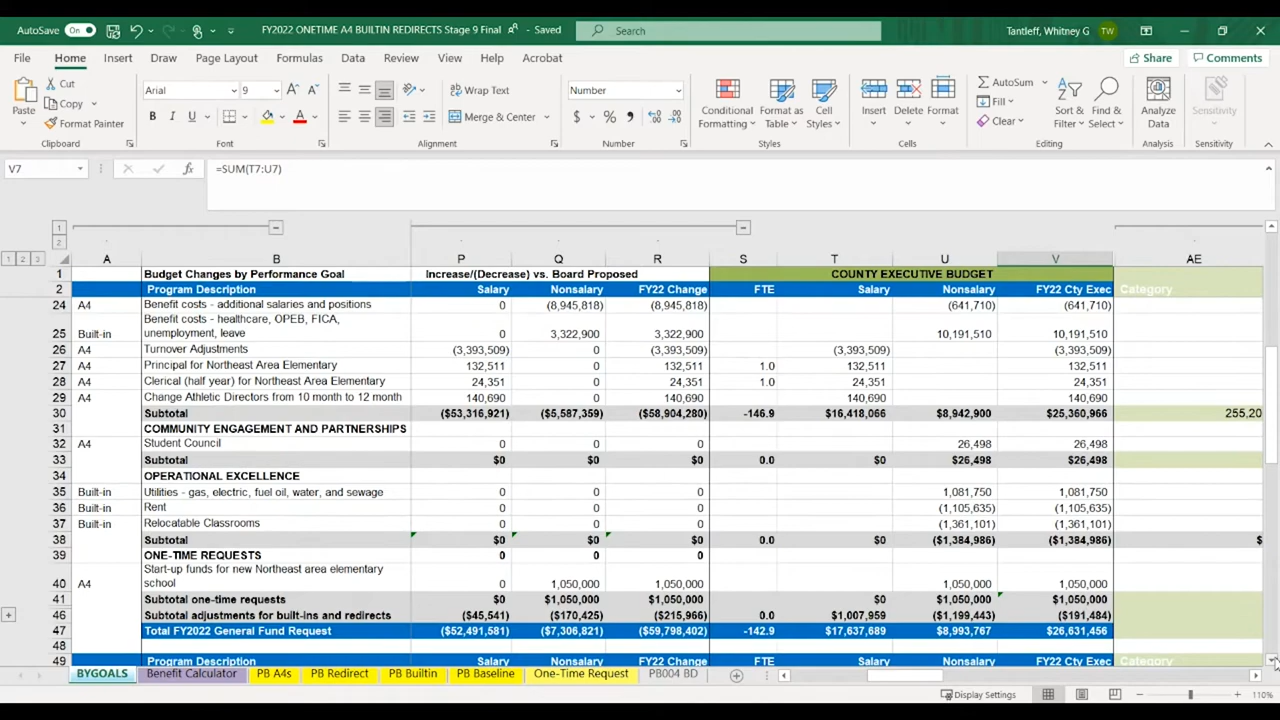 AutoSave On FY2022 ONETIME A4 BUILTIN REDIRECTS Stage 9 Final - Saved Search Tantleff, Whitney G TW
File Home Insert Draw Page Layout Formulas Data Review View Help Acrobat Share Comments
Paste Cut Copy Format Painter Arial 9 Wrap Text Merge & Center Number Conditional Formatting Format as Table Cell Styles Insert Delete Format AutoSum Fill Clear Sort & Filter Find & Select Analyze Data Sensitivity
Clipboard Font Alignment Number Styles Cells Editing Analysis Sensitivity
V7 fx =SUM(T7:U7)
1
2
1 2 3 A B P Q R S T U V AE
1 Budget Changes by Performance Goal Increase/(Decrease) vs. Board Proposed COUNTY EXECUTIVE BUDGET
2 Program Description Salary Nonsalary FY22 Change FTE Salary Nonsalary FY22 Cty Exec Category
24 A4 Benefit costs - additional salaries and positions 0 (8,945,818) (8,945,818) (641,710) (641,710)
Benefit costs - healthcare, OPEB, FICA,
25 Built-in unemployment, leave 0 3,322,900 3,322,900 10,191,510 10,191,510
26 A4 Turnover Adjustments (3,393,509) 0 (3,393,509) (3,393,509) (3,393,509)
27 A4 Principal for Northeast Area Elementary 132,511 0 132,511 1.0 132,511 132,511
28 A4 Clerical (half year) for Northeast Area Elementary 24,351 0 24,351 1.0 24,351 24,351
29 A4 Change Athletic Directors from 10 month to 12 month 140,690 0 140,690 140,690 140,690
30 Subtotal ($53,316,921) ($5,587,359) ($58,904,280) -146.9 $16,418,066 $8,942,900 $25,360,966 255,20
31 COMMUNITY ENGAGEMENT AND PARTNERSHIPS
32 A4 Student Council 0 0 0 26,498 26,498
33 Subtotal $0 $0 $0 0.0 $0 $26,498 $26,498
34 OPERATIONAL EXCELLENCE
35 Built-in Utilities - gas, electric, fuel oil, water, and sewage 0 0 0 1,081,750 1,081,750
36 Built-in Rent 0 0 0 (1,105,635) (1,105,635)
37 Built-in Relocatable Classrooms 0 0 0 (1,361,101) (1,361,101)
38 Subtotal $0 $0 $0 0.0 $0 ($1,384,986) ($1,384,986) $
39 ONE-TIME REQUESTS 0 0 0
Start-up funds for new Northeast area elementary
40 A4 school 0 1,050,000 1,050,000 1,050,000 1,050,000
41 Subtotal one-time requests $0 $1,050,000 $1,050,000 $0 $1,050,000 $1,050,000
46 Subtotal adjustments for built-ins and redirects ($45,541) ($170,425) ($215,966) 0.0 $1,007,959 ($1,199,443) ($191,484)
47 Total FY2022 General Fund Request ($52,491,581) ($7,306,821) ($59,798,402) -142.9 $17,637,689 $8,993,767 $26,631,456
48
49 Program Description Salary Nonsalary FY22 Change FTE Salary Nonsalary FY22 Cty Exec Category
BYGOALS Benefit Calculator PB A4s PB Redirect PB Builtin PB Baseline One-Time Request PB004 BD
Display Settings 110%